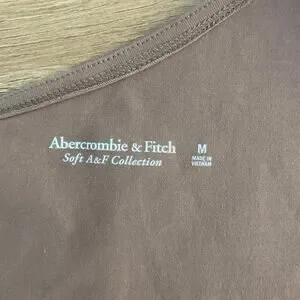 Abercrombie & Fitch
Soft A&F Collection
M
MADE IN
VIETNAM